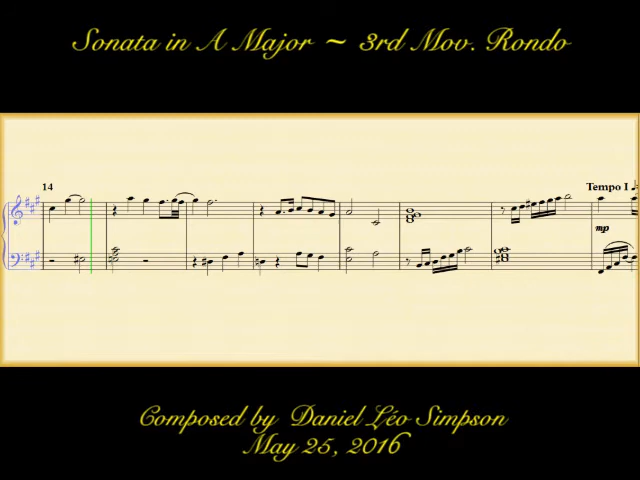 Sonata in A Major ~ 3rd Mov. Rondo
14
Tempo I
mp
Composed by Daniel Léo Simpson
May 25, 2016